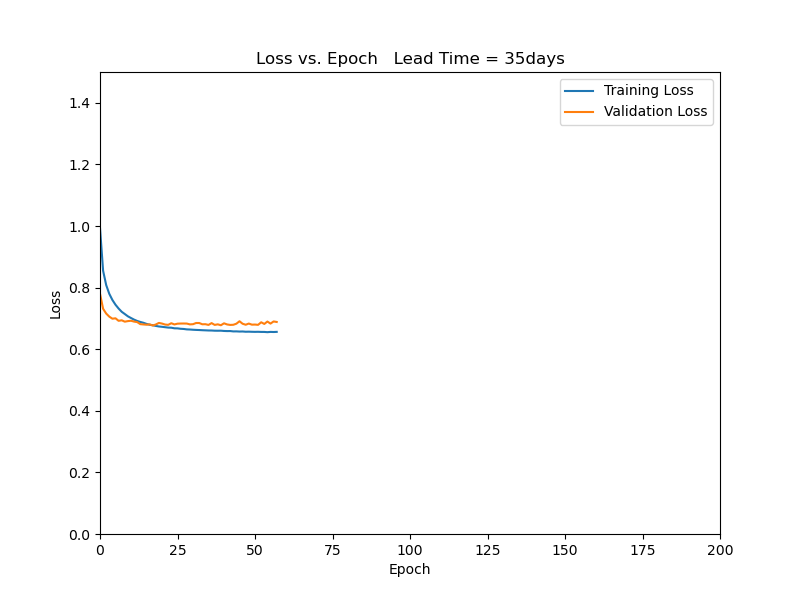 Loss vs. Epoch   Lead Time = 35days
Training Loss
Validation Loss
1.4
1.2
1.0
0.8
0.6
0.4
0.2
0.0
Loss
0 25 50 75 100 125 150 175 200
Epoch